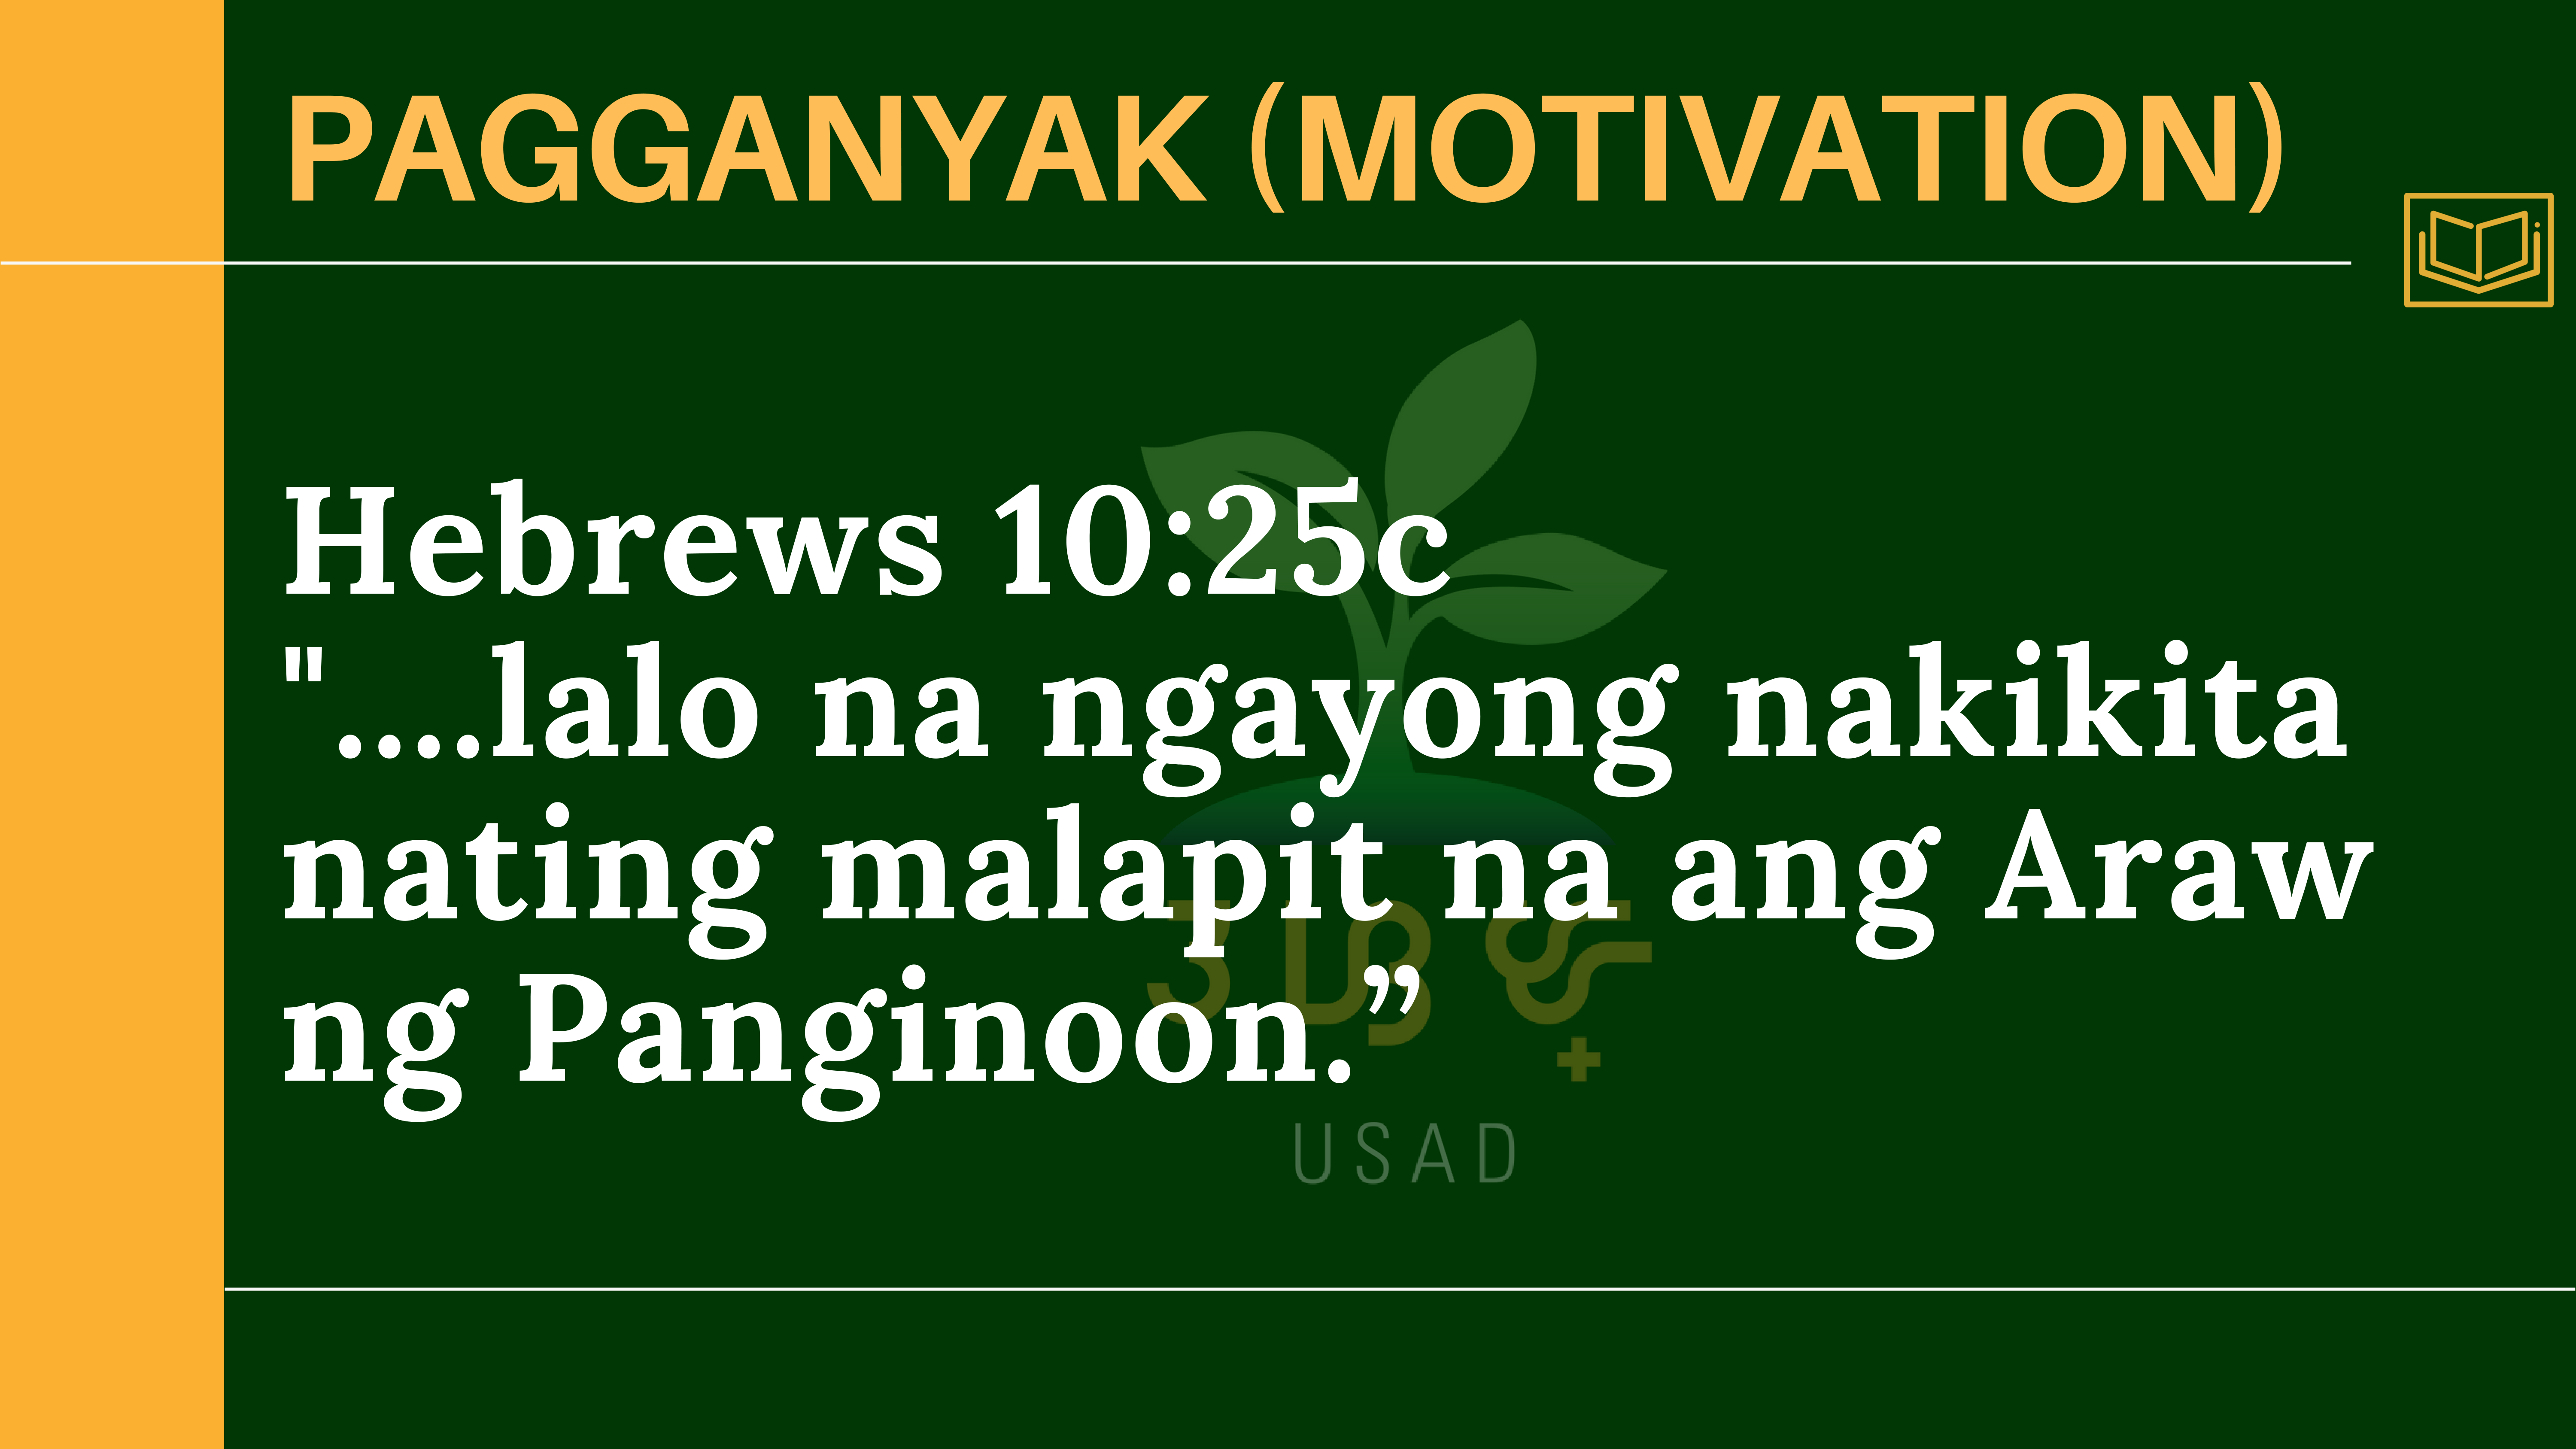 PAGGANYAK (MOTIVATION)
Hebrews 10:25c
"....lalo na ngayong nakikita
nating malapit na ang Araw
ng Panginoon.”
USAD